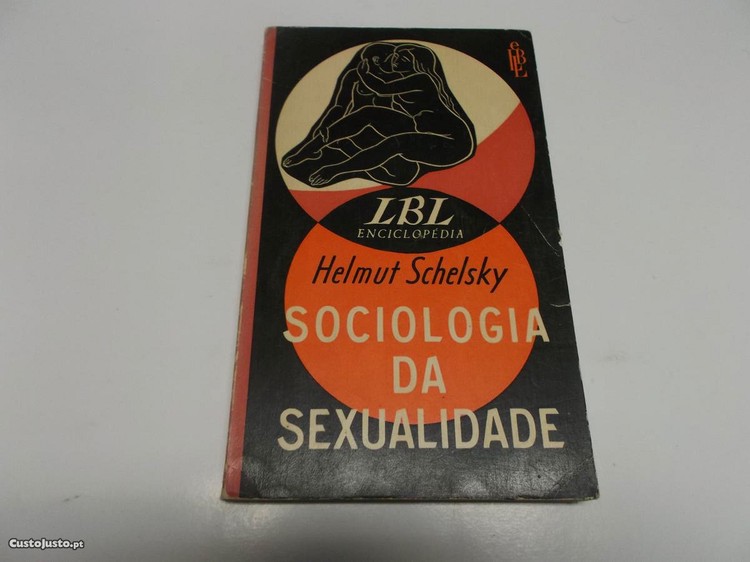 LBL
ENCICLOPÉDIA
Helmut Schelsky
SOCIOLOGIA
DA
SEXUALIDADE
CustoJusto.pt